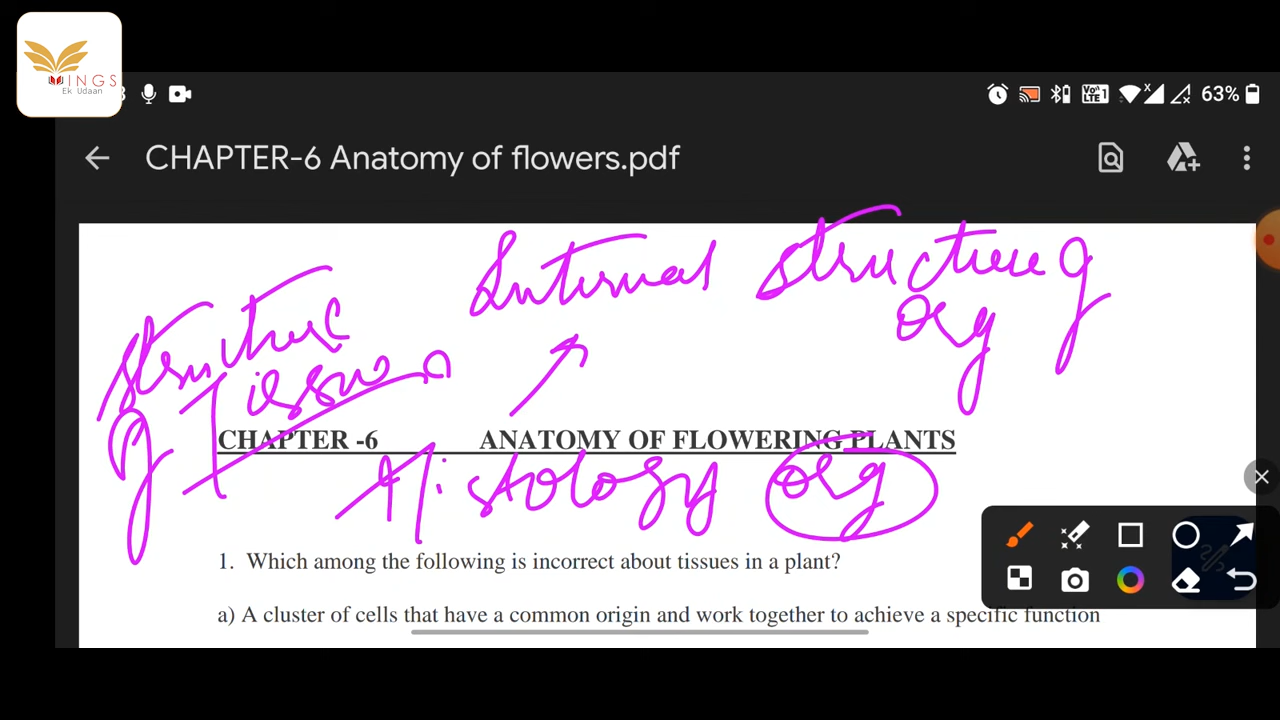 WINGS
Ek Udaan
63%
CHAPTER-6 Anatomy of flowers.pdf
Internal structure of
org
structure
of Tissue
CHAPTER -6 ANATOMY OF FLOWERING PLANTS
Histology org
1. Which among the following is incorrect about tissues in a plant?
a) A cluster of cells that have a common origin and work together to achieve a specific function